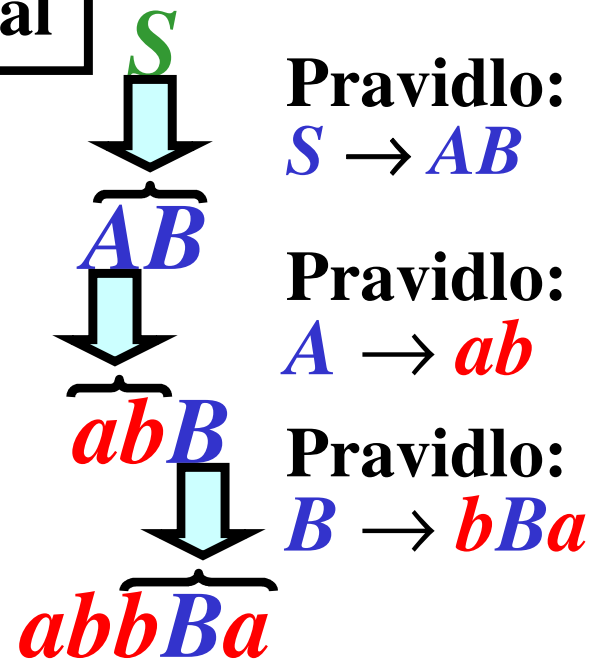 al
S
Pravidlo:
S → AB
AB
Pravidlo:
A → ab
abB
Pravidlo:
B → bBa
abbBa